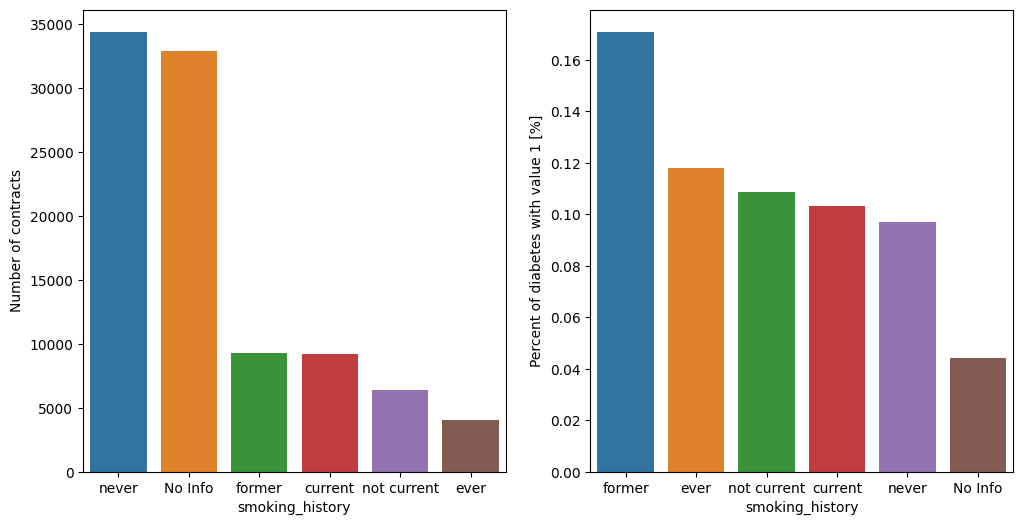 35000
30000
25000
20000
15000
10000
5000
0
Number of contracts
never No Info former current not current ever
smoking_history
0.16
0.14
0.12
0.10
0.08
0.06
0.04
0.02
0.00
Percent of diabetes with value 1 [%]
former ever not current current never No Info
smoking_history